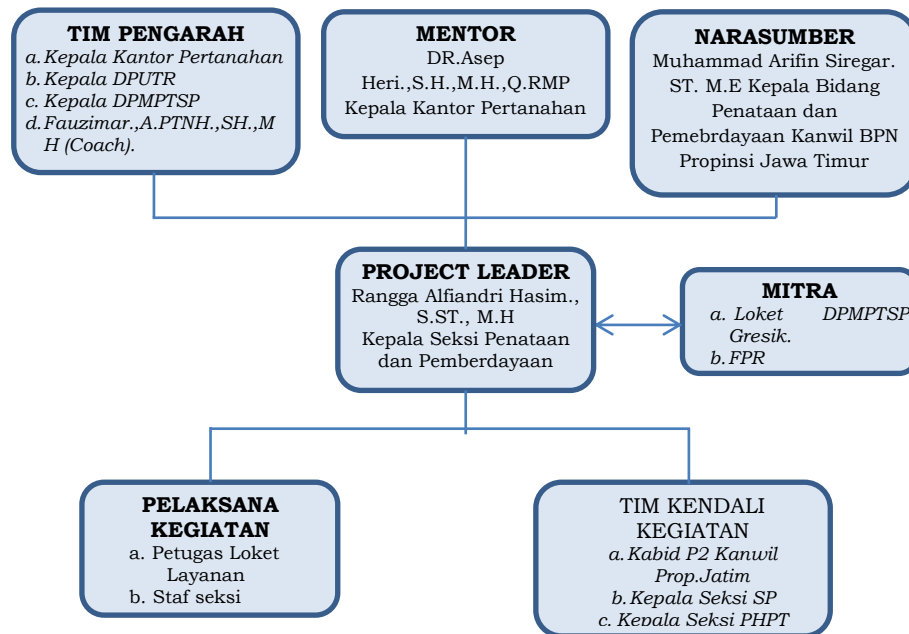 TIM PENGARAH
a. Kepala Kantor Pertanahan
b. Kepala DPUTR
c. Kepala DPMPTSP
d. Fauzimar.,A.PTNH.,SH.,M
H (Coach).
MENTOR
DR.Asep
Heri.,S.H.,M.H.,Q.RMP
Kepala Kantor Pertanahan
NARASUMBER
Muhammad Arifin Siregar.
ST. M.E Kepala Bidang
Penataan dan
Pemebrdayaan Kanwil BPN
Propinsi Jawa Timur
PROJECT LEADER
Rangga Alfiandri Hasim.,
S.ST., M.H
Kepala Seksi Penataan
dan Pemberdayaan
MITRA
a. Loket DPMPTSP
Gresik.
b. FPR
PELAKSANA
KEGIATAN
a. Petugas Loket
Layanan
b. Staf seksi
TIM KENDALI
KEGIATAN
a. Kabid P2 Kanwil
Prop.Jatim
b. Kepala Seksi SP
c. Kepala Seksi PHPT